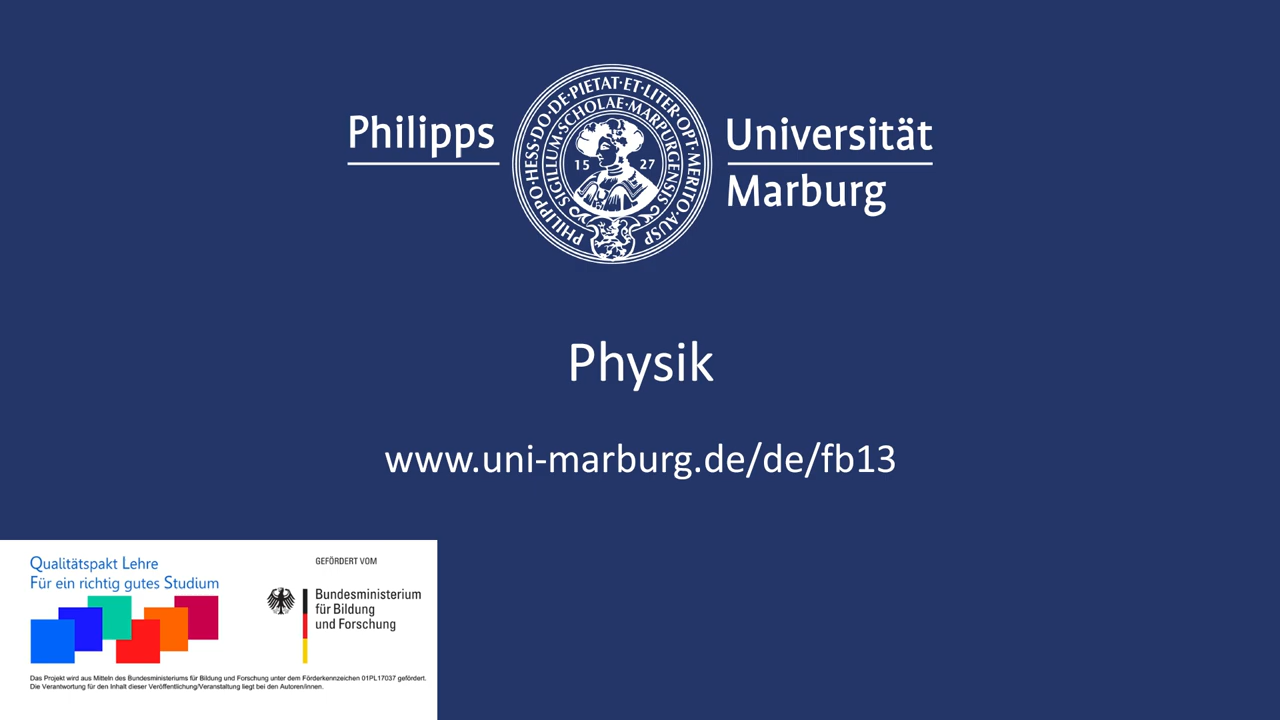 Philipps
Universität
Marburg
PHILIPPO·HESS·DO·DE·PIETAT·ET·LITER·OPT·MERITO·AUSP
SIGILLUM·SCHOLAE·MARPURGENSIS
15 27
Physik
www.uni-marburg.de/de/fb13
Qualitätspakt Lehre
Für ein richtig gutes Studium
GEFÖRDERT VOM
Bundesministerium
für Bildung
und Forschung
Das Projekt wird aus Mitteln des Bundesministeriums für Bildung und Forschung unter dem Förderkennzeichen 01PL17037 gefördert.
Die Verantwortung für den Inhalt dieser Veröffentlichung/Veranstaltung liegt bei den Autoren/innen.